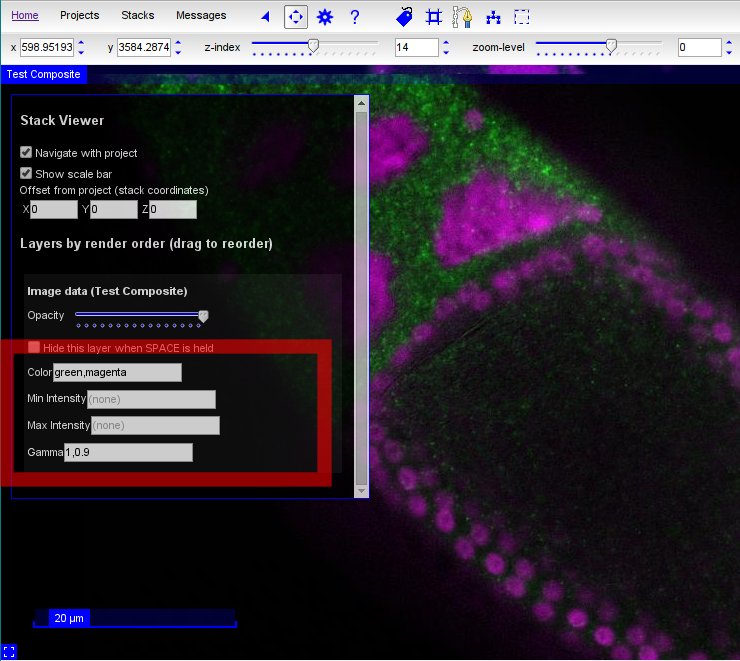 Home Projects Stacks Messages ?
x 598.95193 y 3584.2874 z-index 14 zoom-level 0
Test Composite
Stack Viewer
Navigate with project
Show scale bar
Offset from project (stack coordinates)
X 0 Y 0 Z 0
Layers by render order (drag to reorder)
Image data (Test Composite)
Opacity
Hide this layer when SPACE is held
Color green,magenta
Min Intensity (none)
Max Intensity (none)
Gamma 1,0.9
20 µm